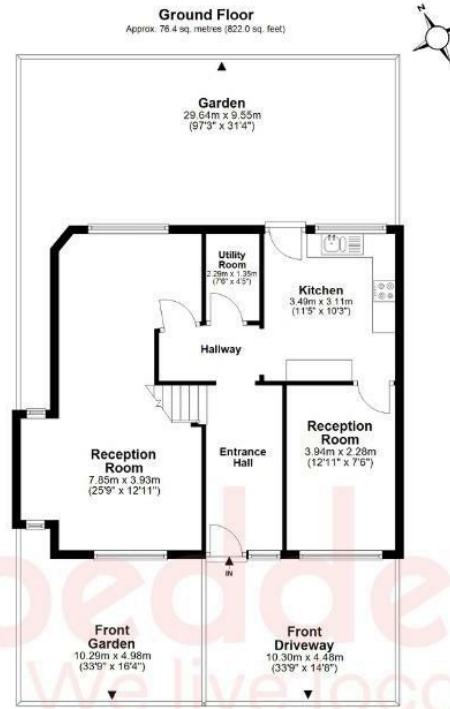 Ground Floor
Approx. 76.4 sq. metres (822.0 sq. feet)
N
Garden
29.64m x 9.55m
(97'3" x 31'4")
Utility
Room
2.29m x 1.35m
(7'6" x 4'5")
Kitchen
3.49m x 3.11m
(11'5" x 10'3")
Hallway
Reception
Room
7.85m x 3.93m
(25'9" x 12'11")
Entrance
Hall
Reception
Room
3.94m x 2.28m
(12'11" x 7'6")
IN
Front
Garden
10.29m x 4.98m
(33'9" x 16'4")
Front
Driveway
10.30m x 4.48m
(33'9" x 14'8")
We live